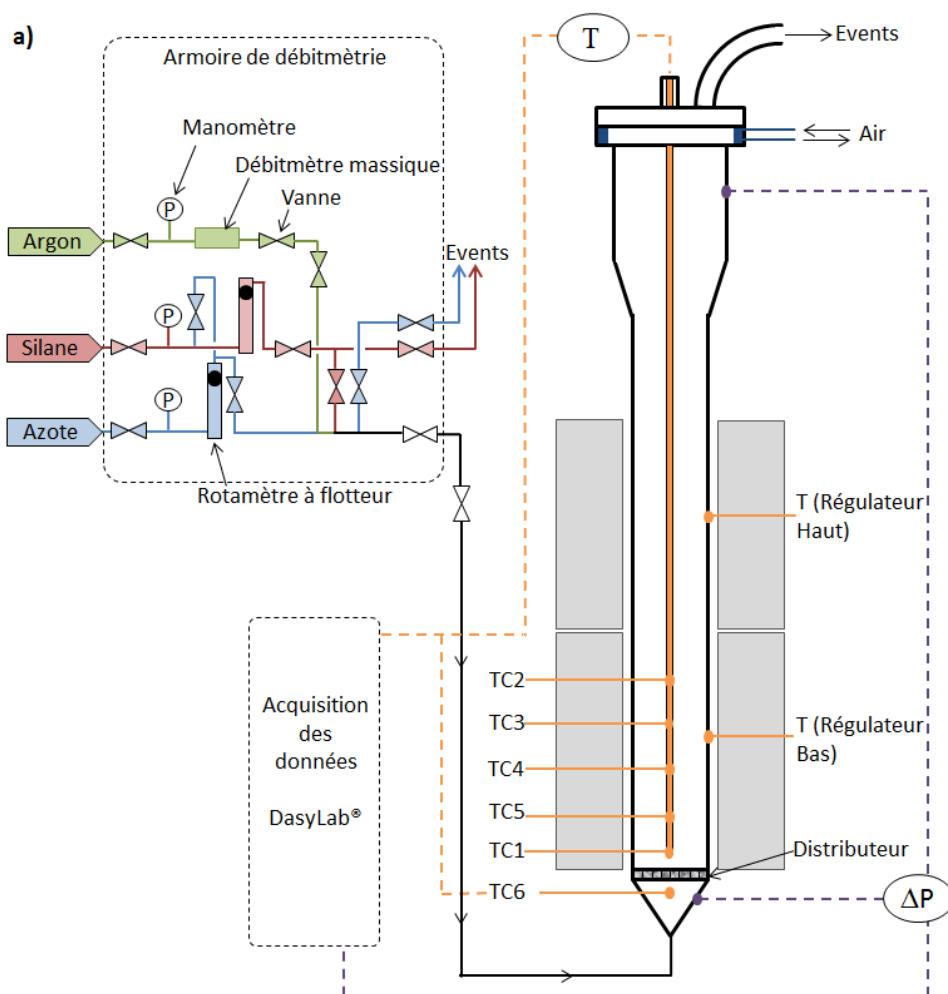 a)
Armoire de débitmétrie
T
Events
Manomètre
Air
Débitmètre massique
Vanne
P
Argon
Events
P
Silane
P
Azote
Rotamètre à flotteur
T (Régulateur
Haut)
Acquisition
des
données
DasyLab®
TC2
TC3
T (Régulateur
Bas)
TC4
TC5
TC1
Distributeur
TC6
ΔP